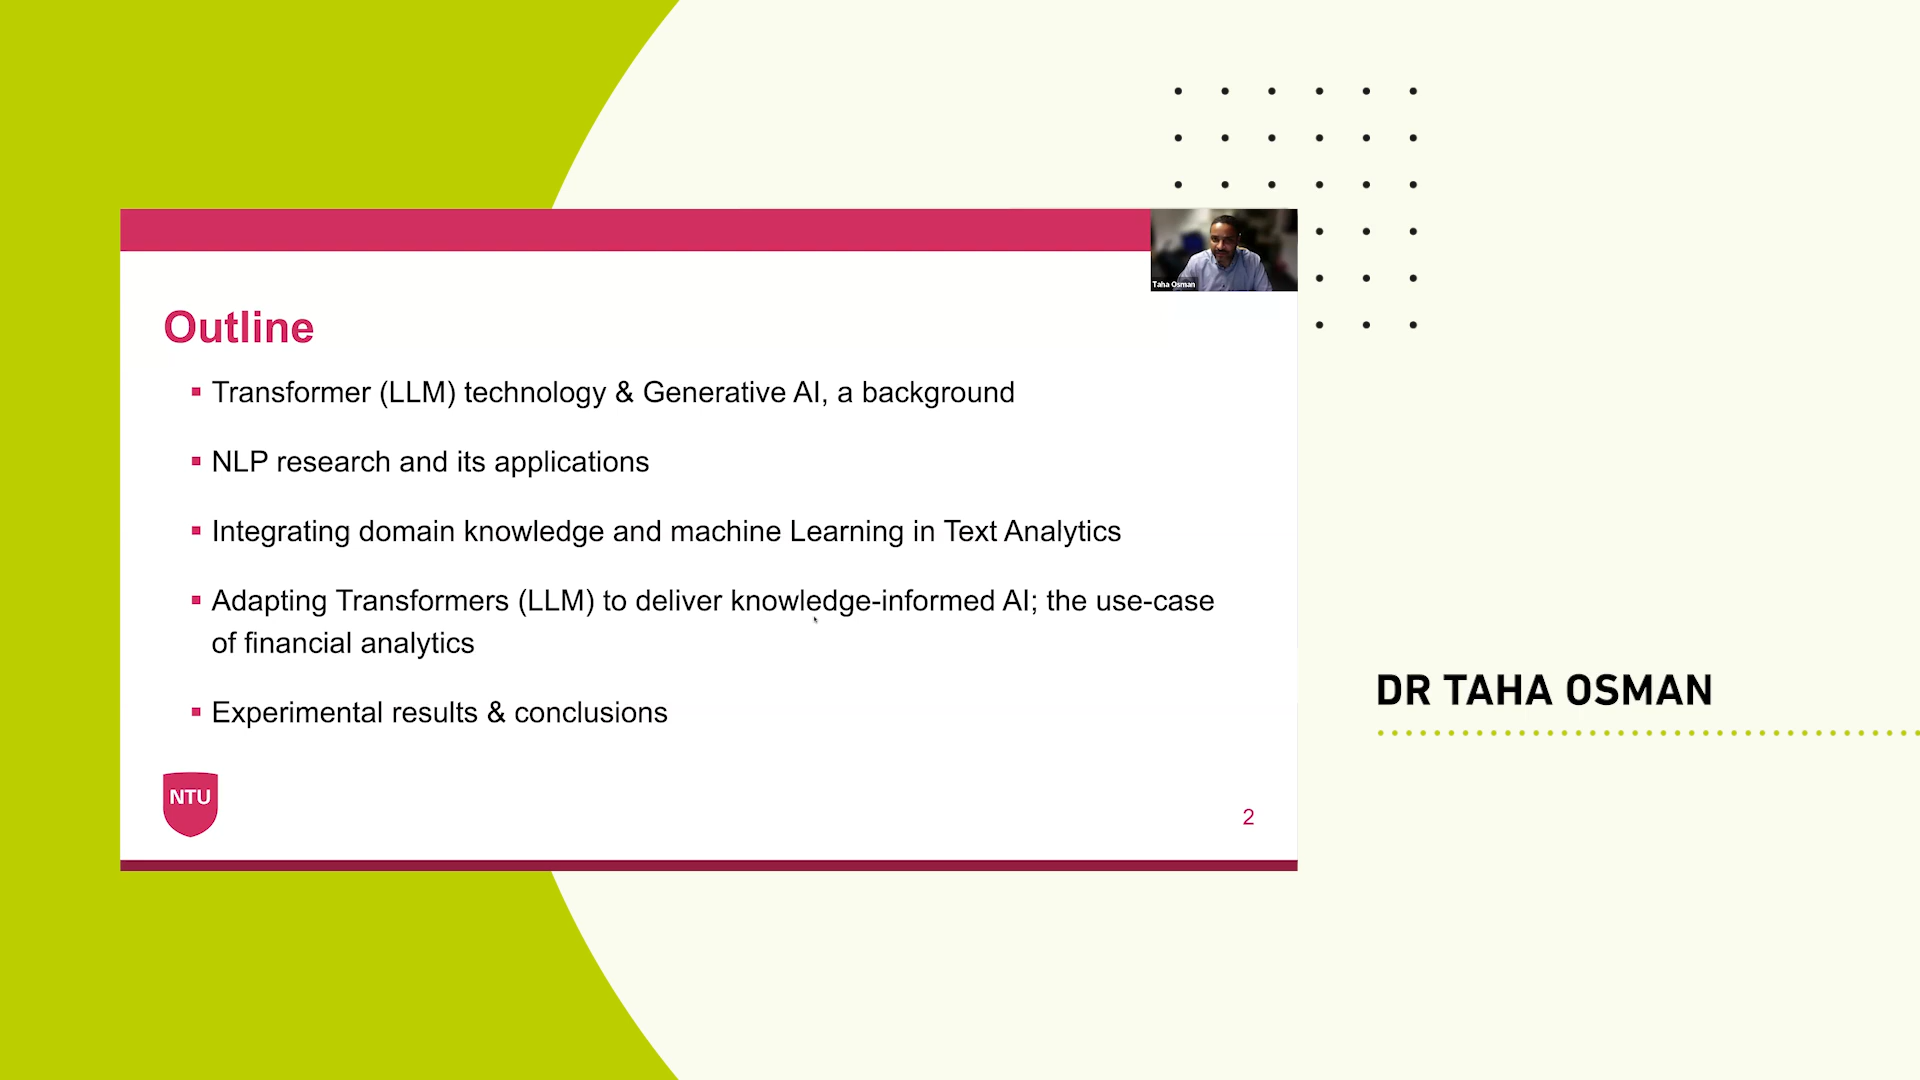 Taha Osman
Outline
Transformer (LLM) technology & Generative AI, a background
NLP research and its applications
Integrating domain knowledge and machine Learning in Text Analytics
Adapting Transformers (LLM) to deliver knowledge-informed AI; the use-case
of financial analytics
Experimental results & conclusions
NTU
2
DR TAHA OSMAN